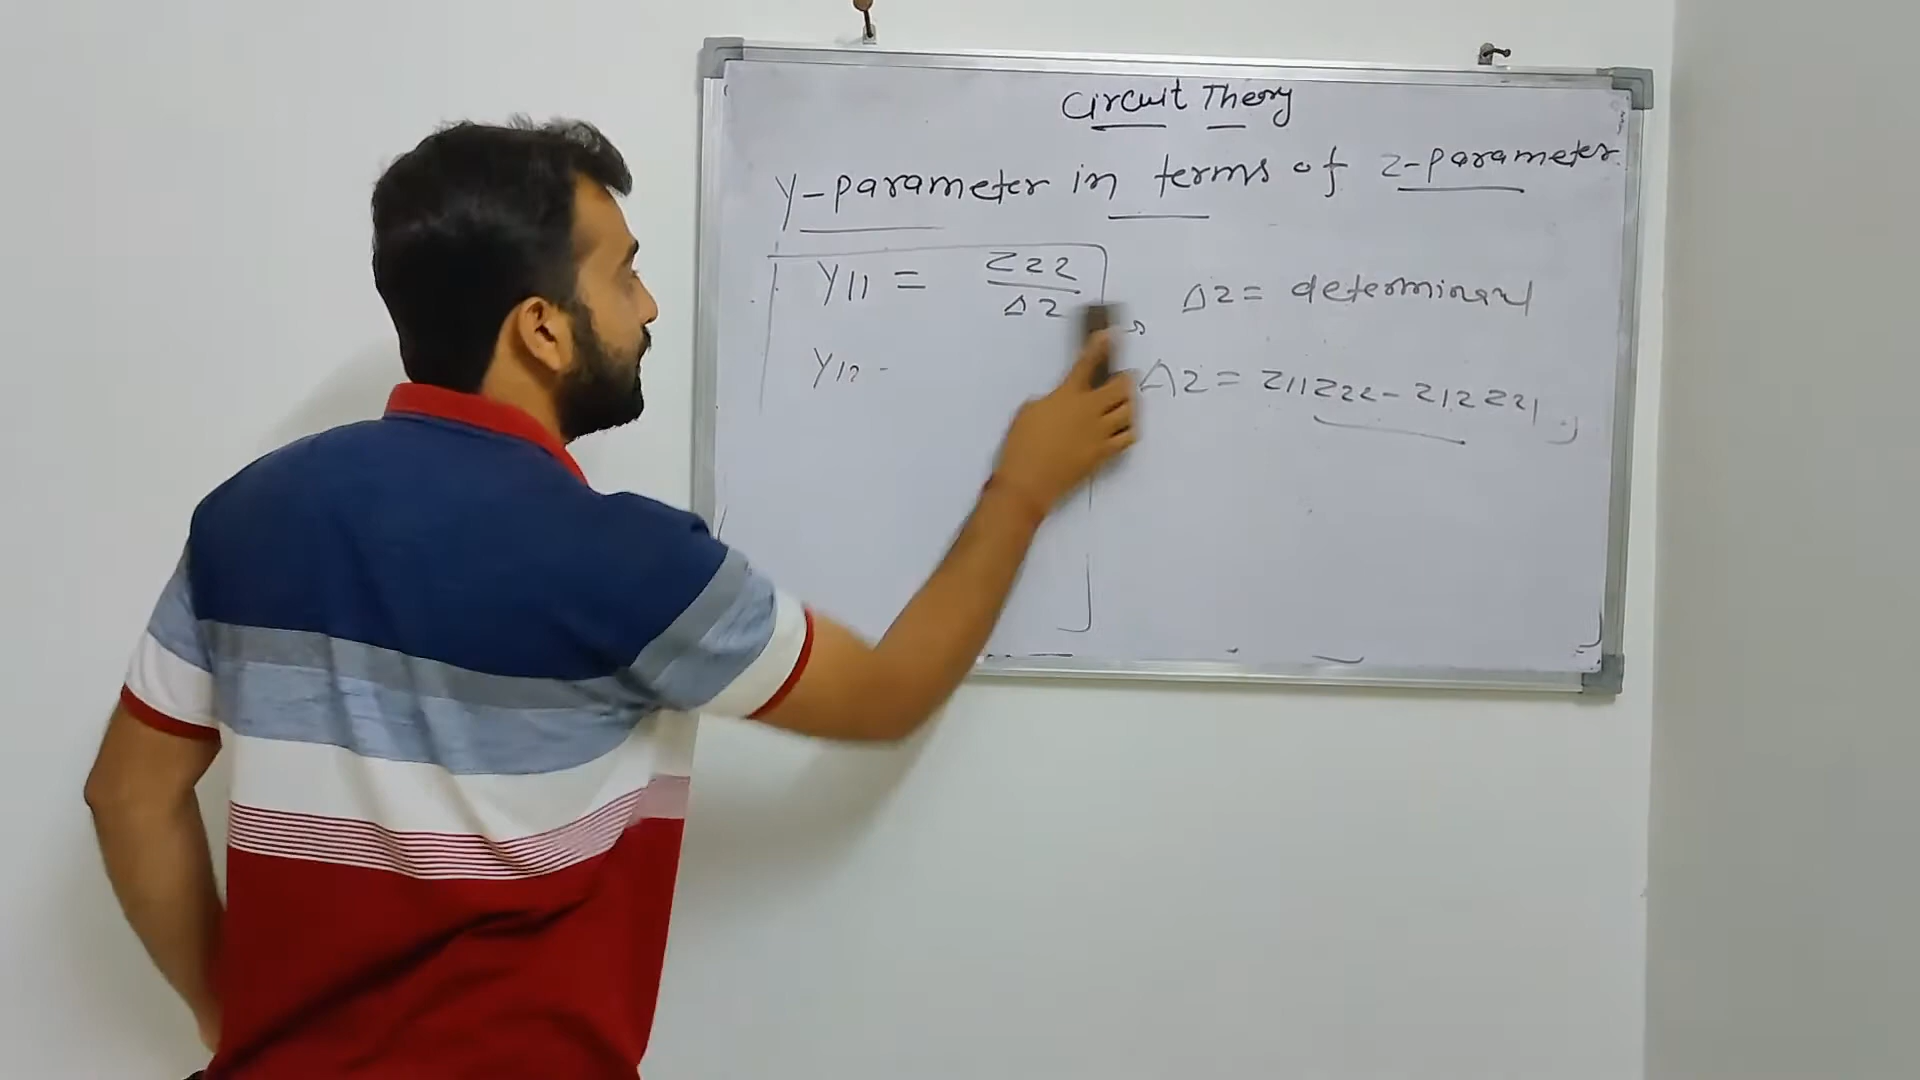 Circuit Theory
Y-parameter in terms of Z-parameter
Y11 = Z22 / ΔZ
ΔZ = determinant
Y12 -
ΔZ = Z11Z22 - Z12Z21